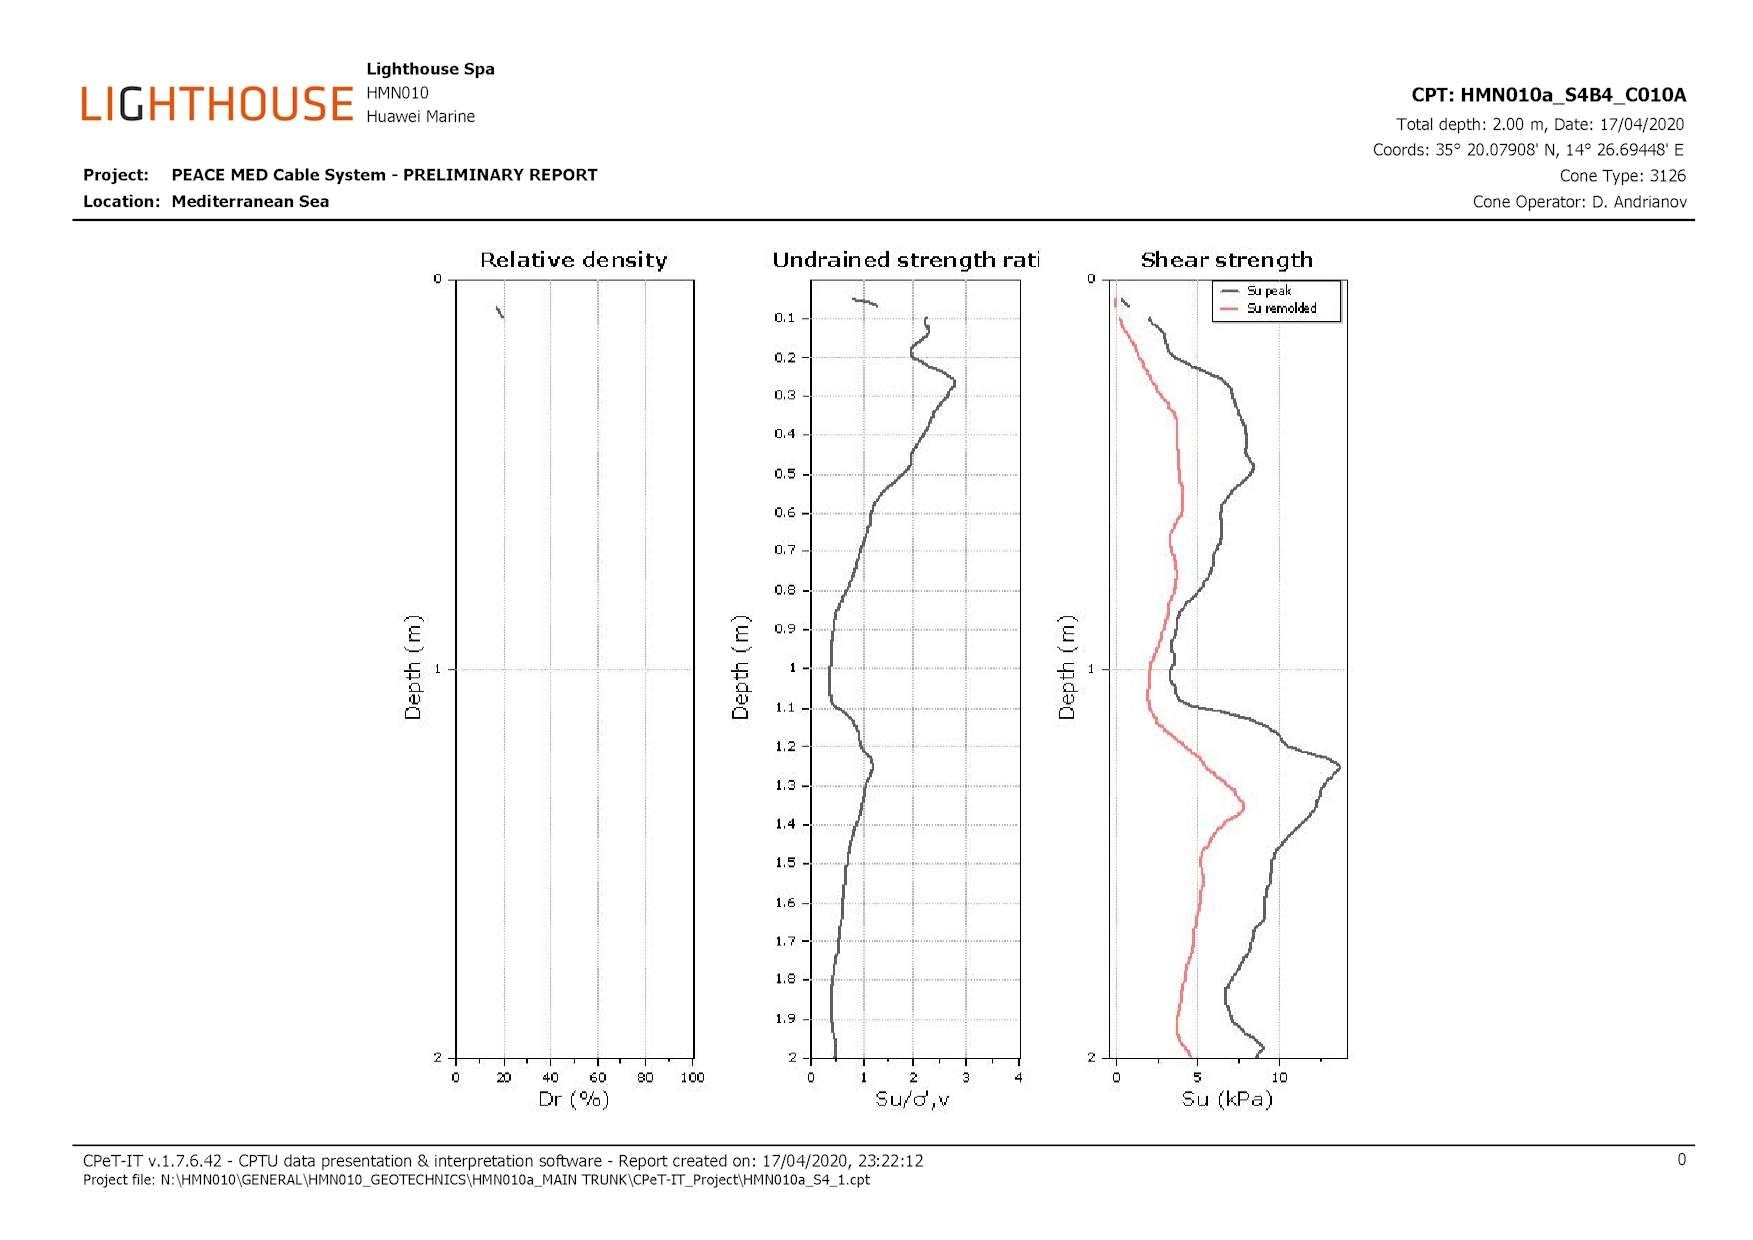 LIGHTHOUSE
Lighthouse Spa
HMN010
Huawei Marine
CPT: HMN010a_S4B4_C010A
Total depth: 2.00 m, Date: 17/04/2020
Coords: 35° 20.07908' N, 14° 26.69448' E
Cone Type: 3126
Cone Operator: D. Andrianov
Project: PEACE MED Cable System - PRELIMINARY REPORT
Location: Mediterranean Sea
Relative density
0
1
2
Depth (m)
0 20 40 60 80 100
Dr (%)
Undrained strength rati
0.1
0.2
0.3
0.4
0.5
0.6
0.7
0.8
0.9
1
1.1
1.2
1.3
1.4
1.5
1.6
1.7
1.8
1.9
2
Depth (m)
0 1 2 3 4
Su/σ',v
Shear strength
Su peak
Su remolded
0
1
2
Depth (m)
0 5 10
Su (kPa)
CPeT-IT v.1.7.6.42 - CPTU data presentation & interpretation software - Report created on: 17/04/2020, 23:22:12
0
Project file: N:\HMN010\GENERAL\HMN010_GEOTECHNICS\HMN010a_MAIN TRUNK\CPeT-IT_Project\HMN010a_S4_1.cpt